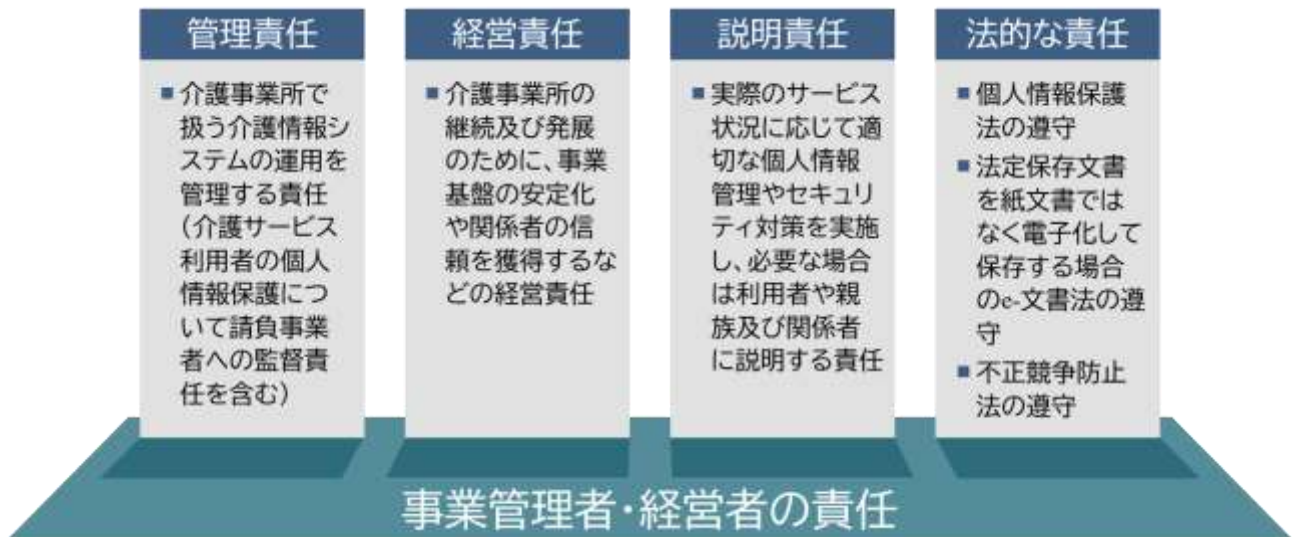 管理責任
■介護事業所で
扱う介護情報シ
ステムの運用を
管理する責任
(介護サービス
利用者の個人
情報保護につ
いて請負事業
者への監督責
任を含む)
経営責任
■介護事業所の
継続及び発展
のために、事業
基盤の安定化
や関係者の信
頼を獲得するな
どの経営責任
説明責任
■実際のサービス
状況に応じて適
切な個人情報
管理やセキュリ
ティ対策を実施
し、必要な場合
は利用者や親
族及び関係者
に説明する責任
法的な責任
■個人情報保護
法の遵守
■法定保存文書
を紙文書では
なく電子化して
保存する場合
のe-文書法の遵
守
■不正競争防止
法の遵守
事業管理者・経営者の責任